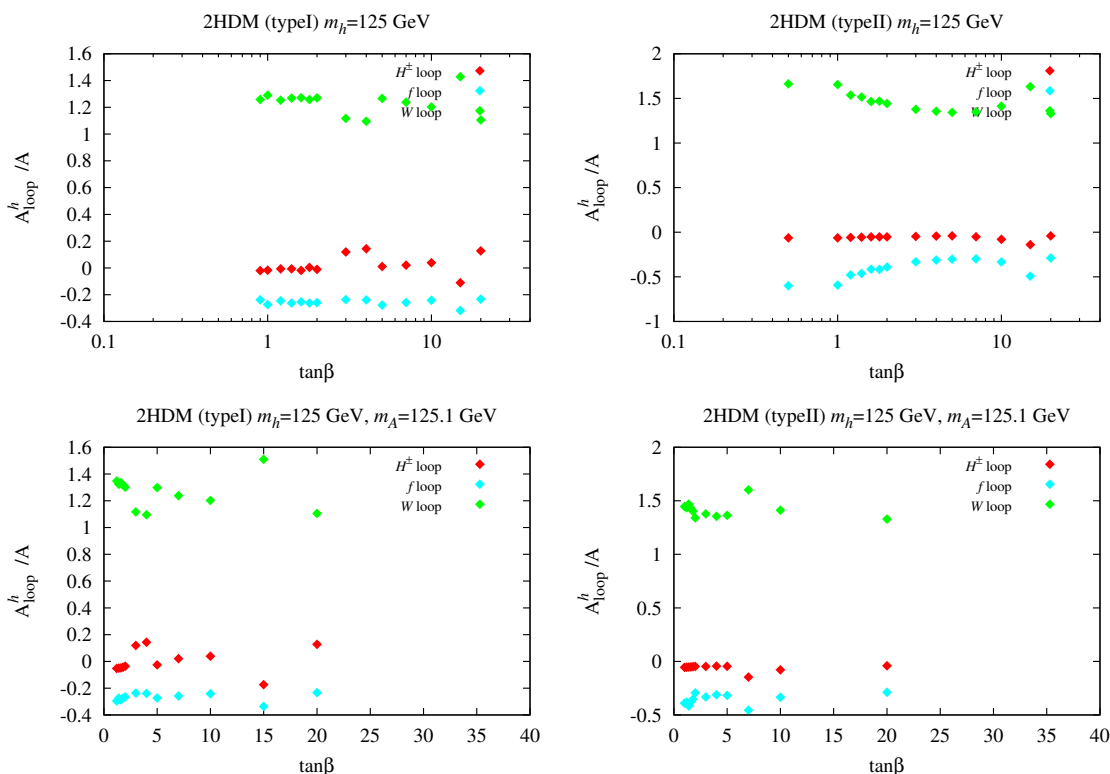 2HDM (typeI) m_h=125 GeV
A^h_loop /A
1.6
1.4
1.2
1
0.8
0.6
0.4
0.2
0
-0.2
-0.4
0.1
1
10
tanβ
H^± loop
f loop
W loop
2HDM (typeII) m_h=125 GeV
A^h_loop /A
2
1.5
1
0.5
0
-0.5
-1
0.1
1
10
tanβ
H^± loop
f loop
W loop
2HDM (typeI) m_h=125 GeV, m_A=125.1 GeV
A^h_loop /A
1.6
1.4
1.2
1
0.8
0.6
0.4
0.2
0
-0.2
-0.4
0 5 10 15 20 25 30 35 40
tanβ
H^± loop
f loop
W loop
2HDM (typeII) m_h=125 GeV, m_A=125.1 GeV
A^h_loop /A
2
1.5
1
0.5
0
-0.5
0 5 10 15 20 25 30 35 40
tanβ
H^± loop
f loop
W loop